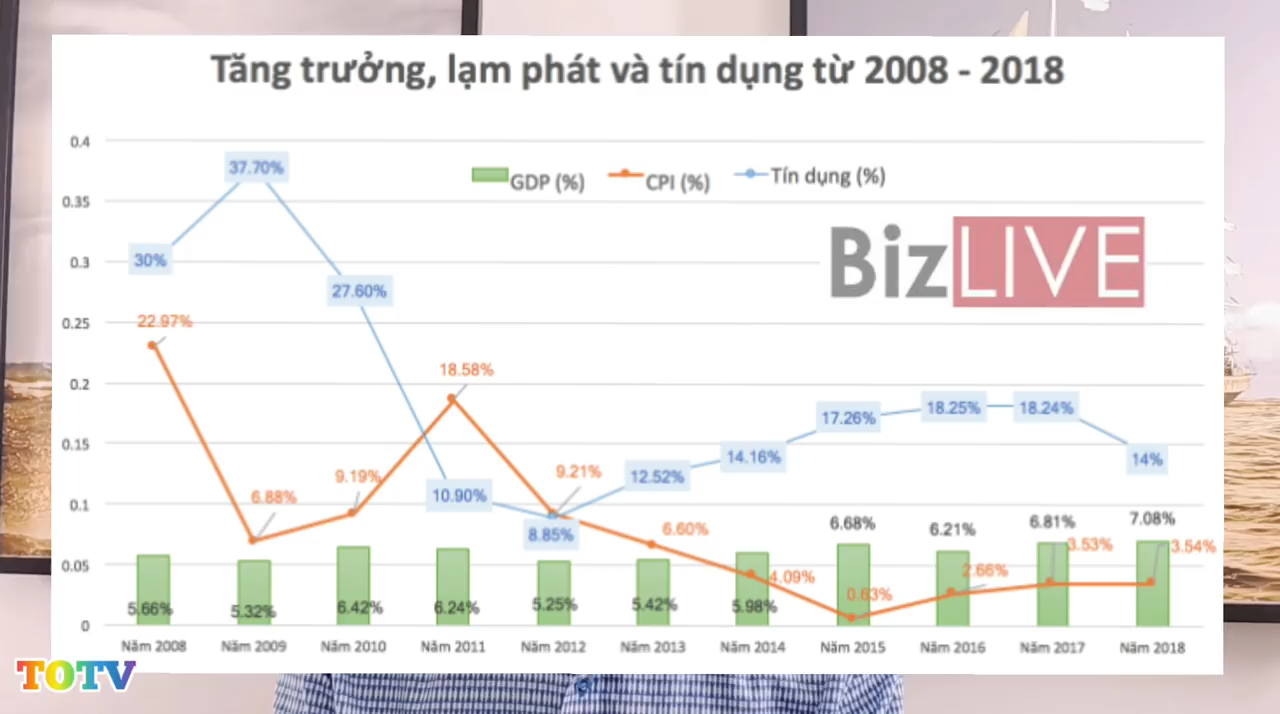 Tăng trưởng, lạm phát và tín dụng từ 2008 - 2018
0.4
0.35
0.3
0.25
0.2
0.15
0.1
0.05
0
GDP (%) CPI (%) Tín dụng (%)
BizLIVE
30% 37.70% 27.60% 10.90% 8.85% 12.52% 14.16% 17.26% 18.25% 18.24% 14%
22.97% 6.88% 9.19% 18.58% 9.21% 6.60% 4.09% 0.63% 2.66% 3.53% 3.54%
5.66% 5.32% 6.42% 6.24% 5.25% 5.42% 5.98% 6.68% 6.21% 6.81% 7.08%
Năm 2008 Năm 2009 Năm 2010 Năm 2011 Năm 2012 Năm 2013 Năm 2014 Năm 2015 Năm 2016 Năm 2017 Năm 2018
TOTV